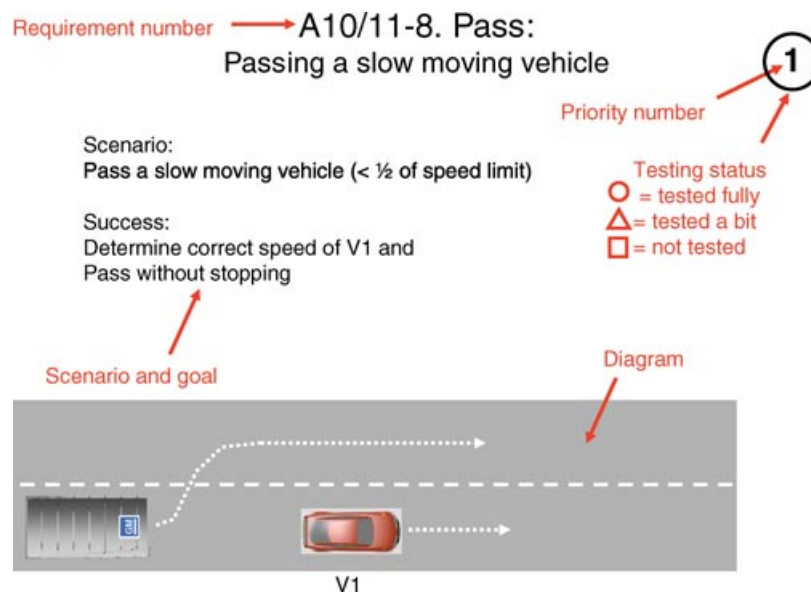 Requirement number
A10/11-8. Pass:
Passing a slow moving vehicle
1
Priority number
Scenario:
Pass a slow moving vehicle (< ½ of speed limit)
Testing status
= tested fully
= tested a bit
= not tested
Success:
Determine correct speed of V1 and
Pass without stopping
Scenario and goal
Diagram
GM
V1